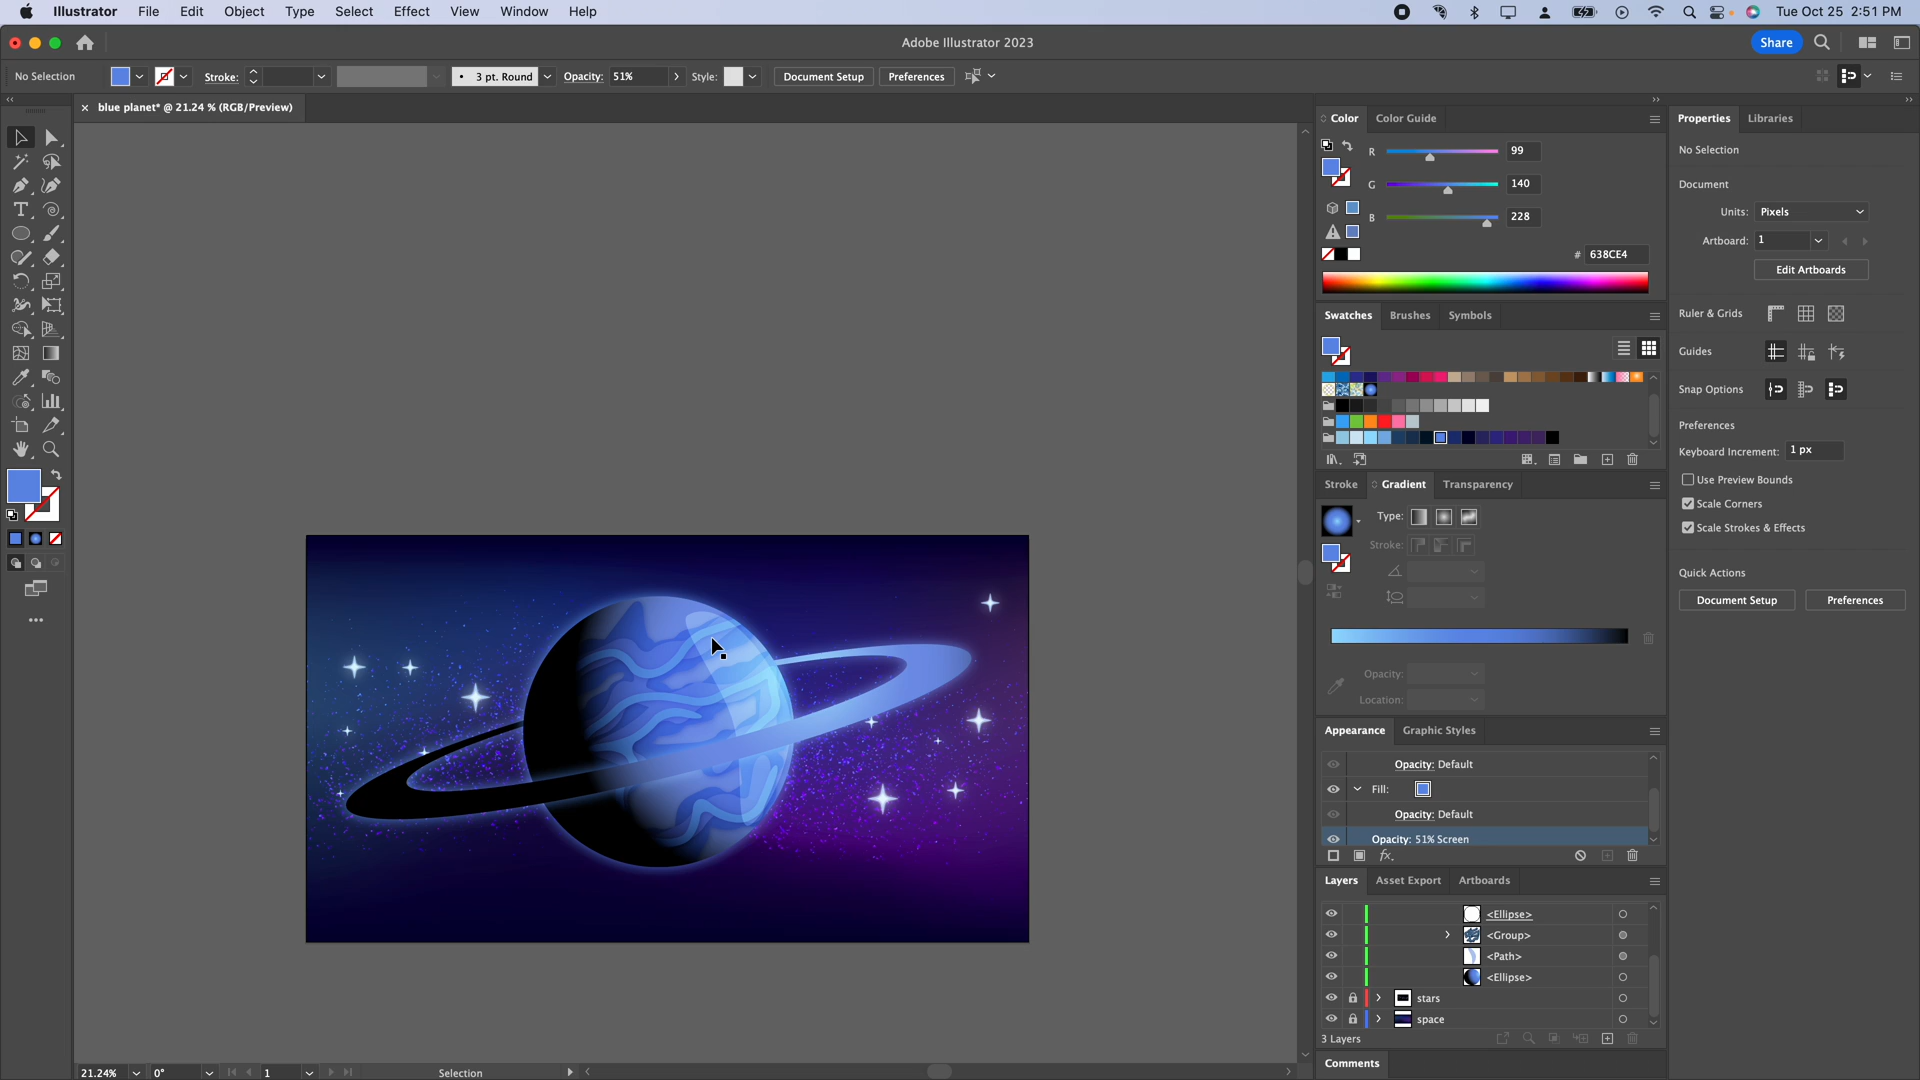 Illustrator File Edit Object Type Select Effect View Window Help Tue Oct 25 2:51 PM
Adobe Illustrator 2023 Share
No Selection Stroke: 3 pt. Round Opacity: 51% Style: Document Setup Preferences
× blue planet* @ 21.24 % (RGB/Preview)
Color Color Guide
R 99
G 140
B 228
# 638CE4
Swatches Brushes Symbols
Stroke Gradient Transparency
Type:
Stroke:
Opacity:
Location:
Appearance Graphic Styles
Opacity: Default
Fill:
Opacity: Default
Opacity: 51% Screen
fx.
Layers Asset Export Artboards
<Ellipse>
<Group>
<Path>
<Ellipse>
stars
space
3 Layers
Comments
Properties Libraries
No Selection
Document
Units: Pixels
Artboard: 1
Edit Artboards
Ruler & Grids
Guides
Snap Options
Preferences
Keyboard Increment: 1 px
Use Preview Bounds
Scale Corners
Scale Strokes & Effects
Quick Actions
Document Setup Preferences
21.24% 0° 1 Selection